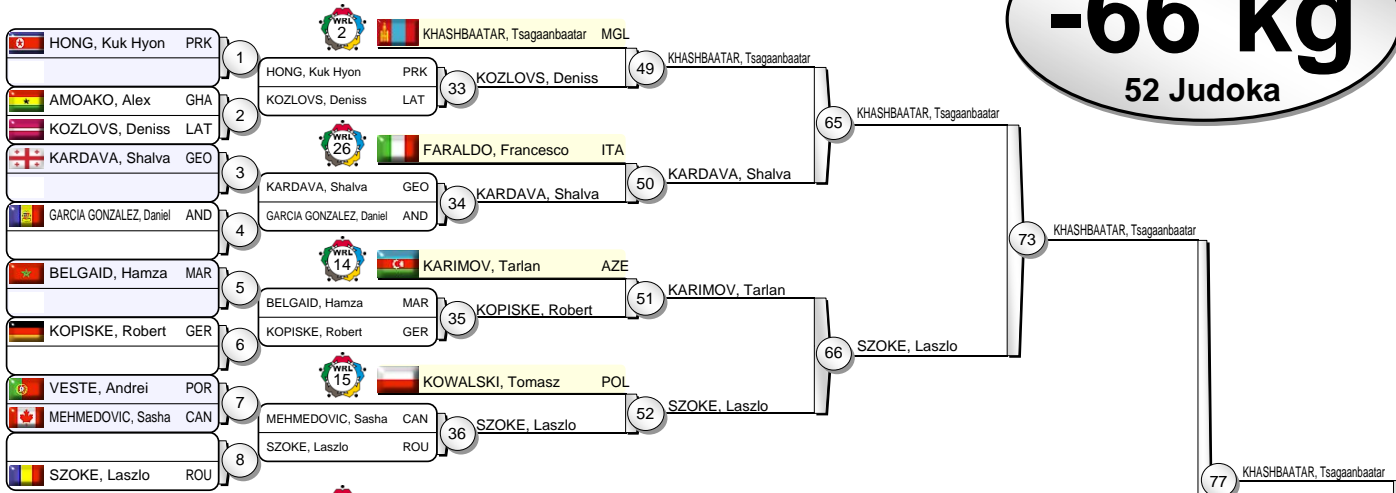 -66 kg
52 Judoka
HONG, Kuk Hyon PRK
1
AMOAKO, Alex GHA
KOZLOVS, Deniss LAT
2
KARDAVA, Shalva GEO
3
GARCIA GONZALEZ, Daniel AND
4
BELGAID, Hamza MAR
5
KOPISKE, Robert GER
6
VESTE, Andrei POR
MEHMEDOVIC, Sasha CAN
7
SZOKE, Laszlo ROU
8
WRL 2
KHASHBAATAR, Tsagaanbaatar MGL
HONG, Kuk Hyon PRK
KOZLOVS, Deniss LAT
33
KOZLOVS, Deniss
WRL 26
FARALDO, Francesco ITA
KARDAVA, Shalva GEO
GARCIA GONZALEZ, Daniel AND
34
KARDAVA, Shalva
WRL 14
KARIMOV, Tarlan AZE
BELGAID, Hamza MAR
KOPISKE, Robert GER
35
KOPISKE, Robert
WRL 15
KOWALSKI, Tomasz POL
MEHMEDOVIC, Sasha CAN
SZOKE, Laszlo ROU
36
SZOKE, Laszlo
49
KHASHBAATAR, Tsagaanbaatar
50
KARDAVA, Shalva
51
KARIMOV, Tarlan
52
SZOKE, Laszlo
65
KHASHBAATAR, Tsagaanbaatar
66
SZOKE, Laszlo
73
KHASHBAATAR, Tsagaanbaatar
77
KHASHBAATAR, Tsagaanbaatar